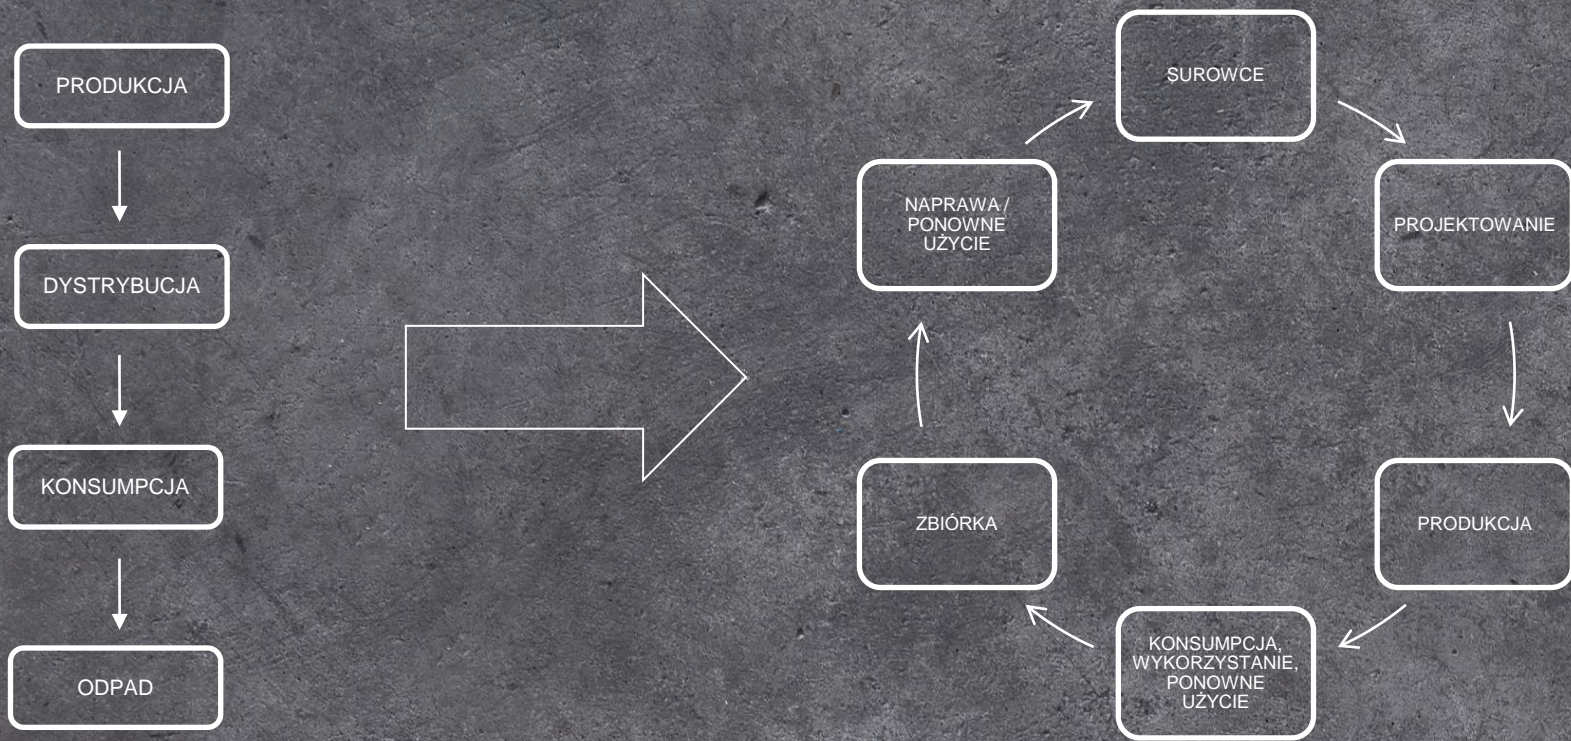 PRODUKCJA
DYSTRYBUCJA
KONSUMPCJA
ODPAD
SUROWCE
PROJEKTOWANIE
PRODUKCJA
KONSUMPCJA,
WYKORZYSTANIE,
PONOWNE
UŻYCIE
ZBIÓRKA
NAPRAWA /
PONOWNE
UŻYCIE